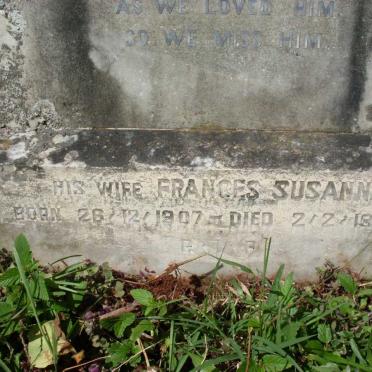 AS WE LOVED HIM
SO WE MISS HIM
HIS WIFE FRANCES SUSANN
BORN 26/12/1907. DIED 2/2/19
R.I.P.